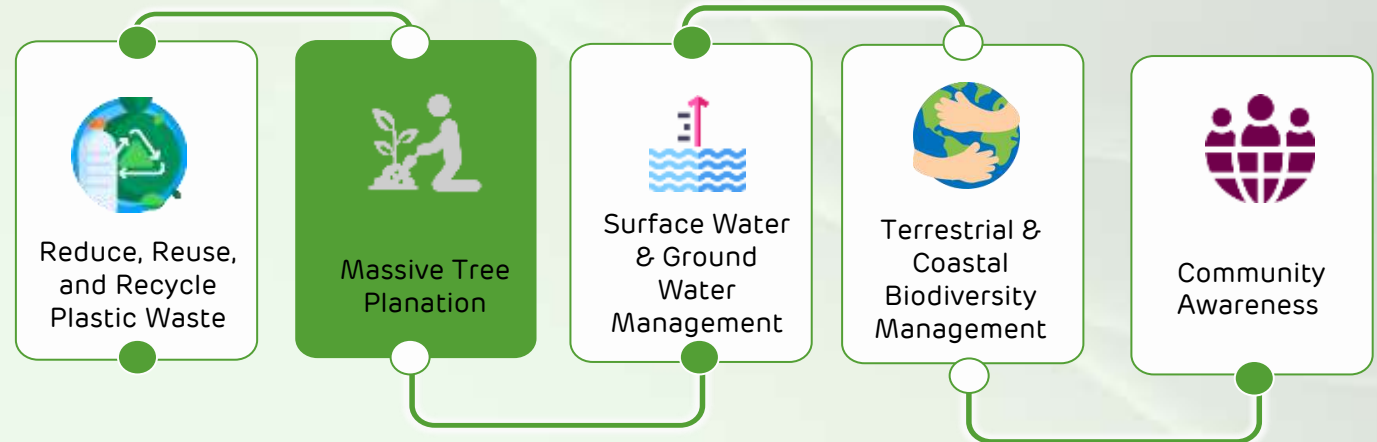 Reduce, Reuse,
and Recycle
Plastic Waste
Massive Tree
Planation
Surface Water
& Ground
Water
Management
Terrestrial &
Coastal
Biodiversity
Management
Community
Awareness